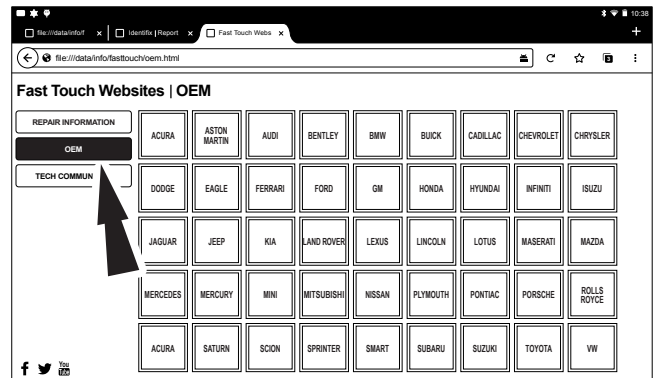 10:38
file:///data/info/f x
Identifix | Report x
Fast Touch Webs x
file:///data/info/fasttouch/oem.html
3
Fast Touch Websites | OEM
REPAIR INFORMATION
OEM
TECH COMMUN
ACURA ASTON MARTIN AUDI BENTLEY BMW BUICK CADILLAC CHEVROLET CHRYSLER
DODGE EAGLE FERRARI FORD GM HONDA HYUNDAI INFINITI ISUZU
JAGUAR JEEP KIA LAND ROVER LEXUS LINCOLN LOTUS MASERATI MAZDA
MERCEDES MERCURY MINI MITSUBISHI NISSAN PLYMOUTH PONTIAC PORSCHE ROLLS ROYCE
ACURA SATURN SCION SPRINTER SMART SUBARU SUZUKI TOYOTA VW
You
Tube